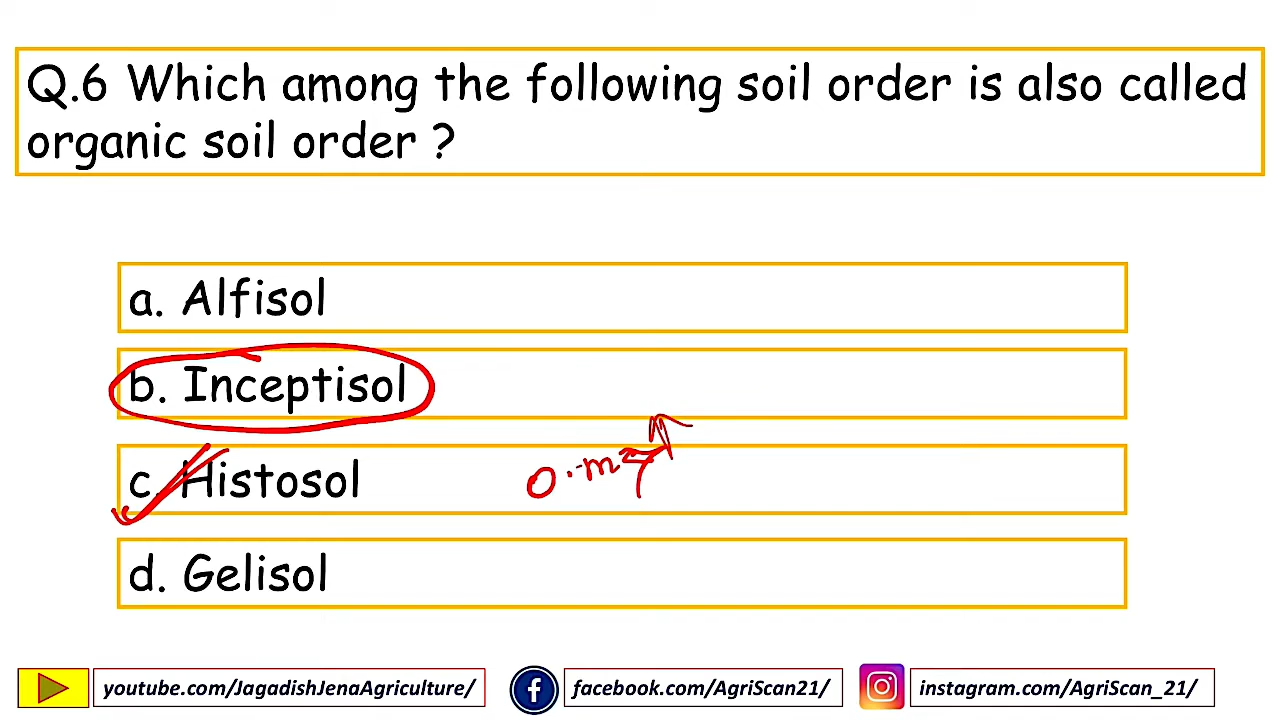 Q.6 Which among the following soil order is also called
organic soil order ?
a. Alfisol
b. Inceptisol
c. Histosol
O.m
d. Gelisol
youtube.com/JagadishJenaAgriculture/
facebook.com/AgriScan21/
instagram.com/AgriScan_21/